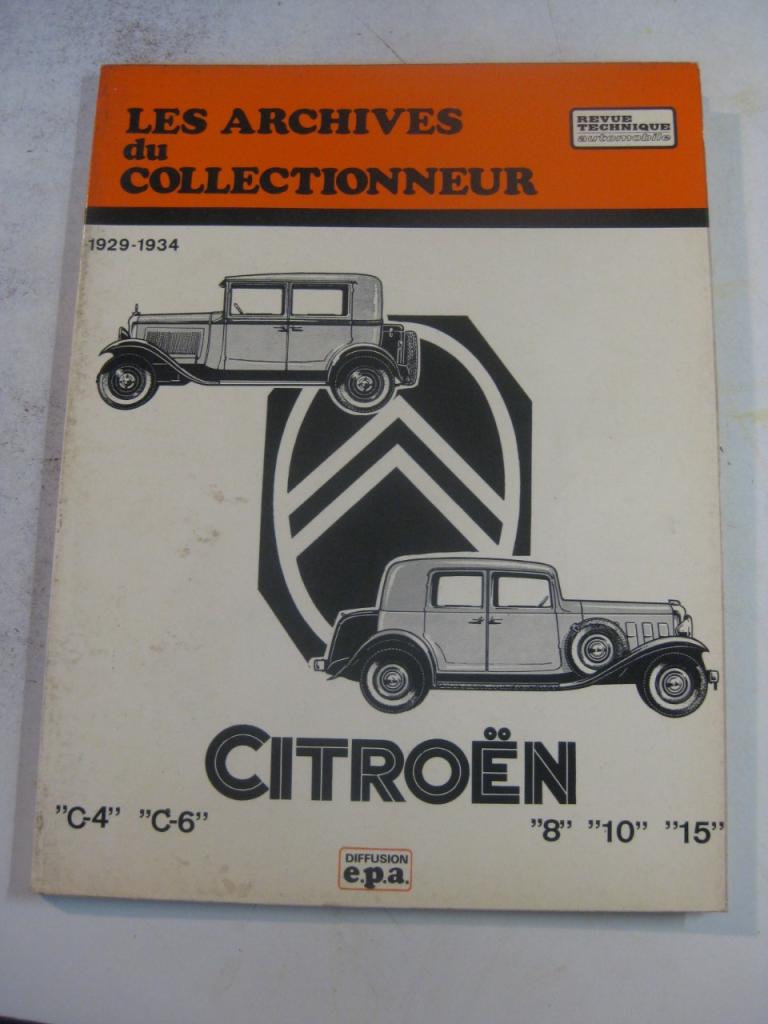 LES ARCHIVES
du
COLLECTIONNEUR
REVUE
TECHNIQUE
automobile
1929-1934
CITROËN
"C-4" "C-6" "8" "10" "15"
DIFFUSION
e.p.a.